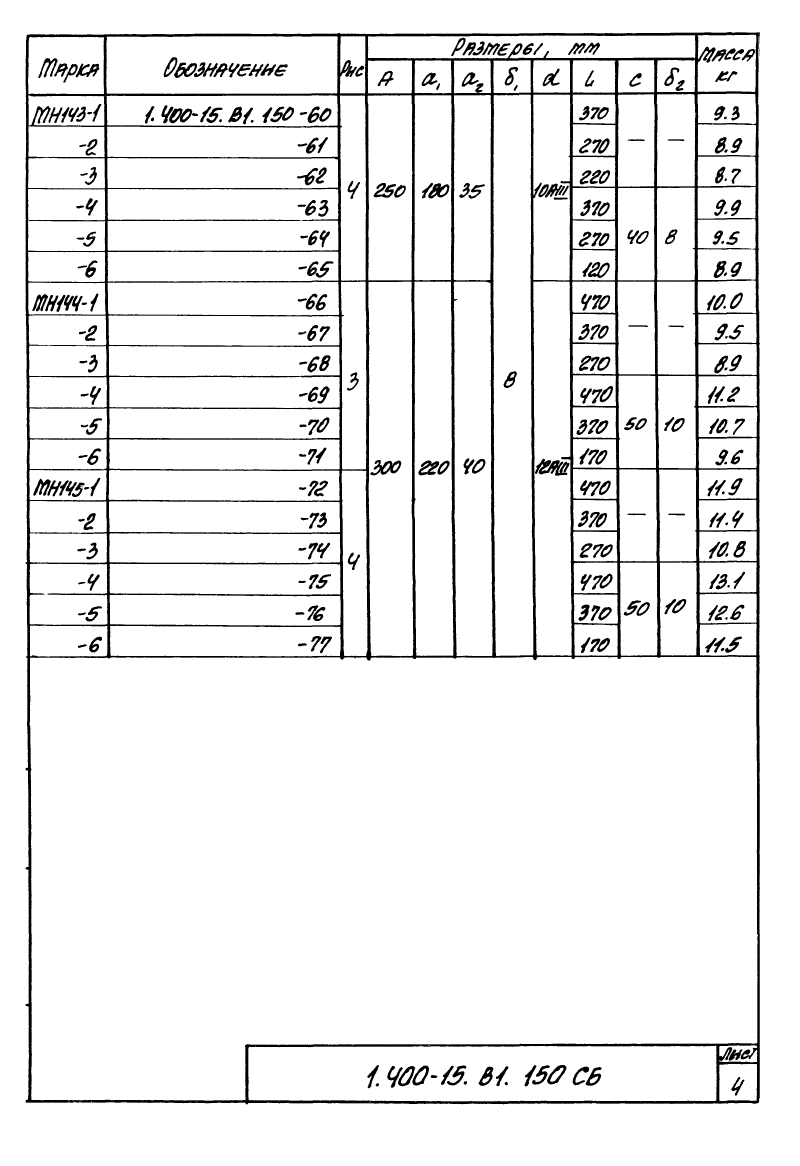 Марка Обозначение Рис Размеры, мм Масса кг
А а₁ а₂ δ₁ d L с δ₂
МН143-1 1.400-15.В1.150-60 370 9.3
-2 -61 270 — — 8.9
-3 -62 220 8.7
4 250 180 35 10АIII
-4 -63 370 9.9
-5 -64 270 40 8 9.5
-6 -65 120 8.9
МН144-1 -66 470 10.0
-2 -67 370 — — 9.5
-3 -68 270 8.9
3 8
-4 -69 470 11.2
-5 -70 370 50 10 10.7
-6 -71 170 9.6
300 220 40 12АIII
МН145-1 -72 470 11.9
-2 -73 370 — — 11.4
-3 -74 270 10.8
4
-4 -75 470 13.1
-5 -76 370 50 10 12.6
-6 -77 170 11.5
1.400-15.В1.150 СБ
Лист
4